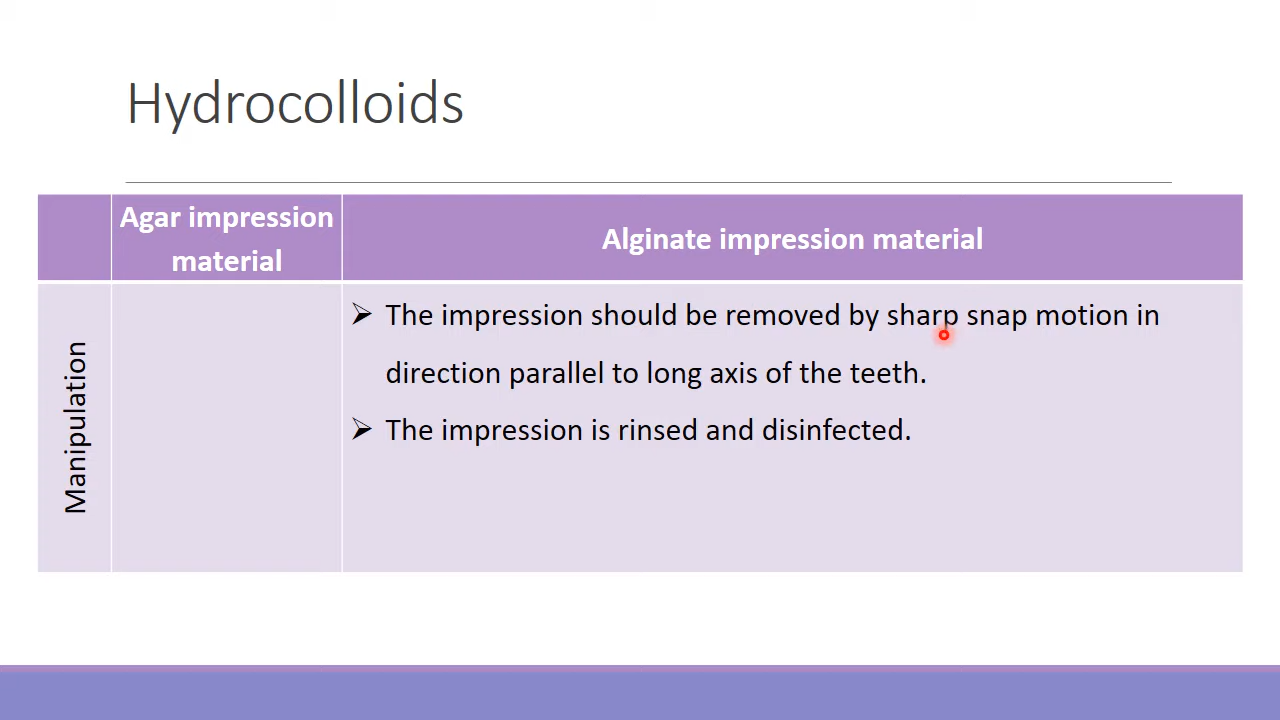 Hydrocolloids
Agar impression
material
Alginate impression material
Manipulation
➢ The impression should be removed by sharp snap motion in
direction parallel to long axis of the teeth.
➢ The impression is rinsed and disinfected.